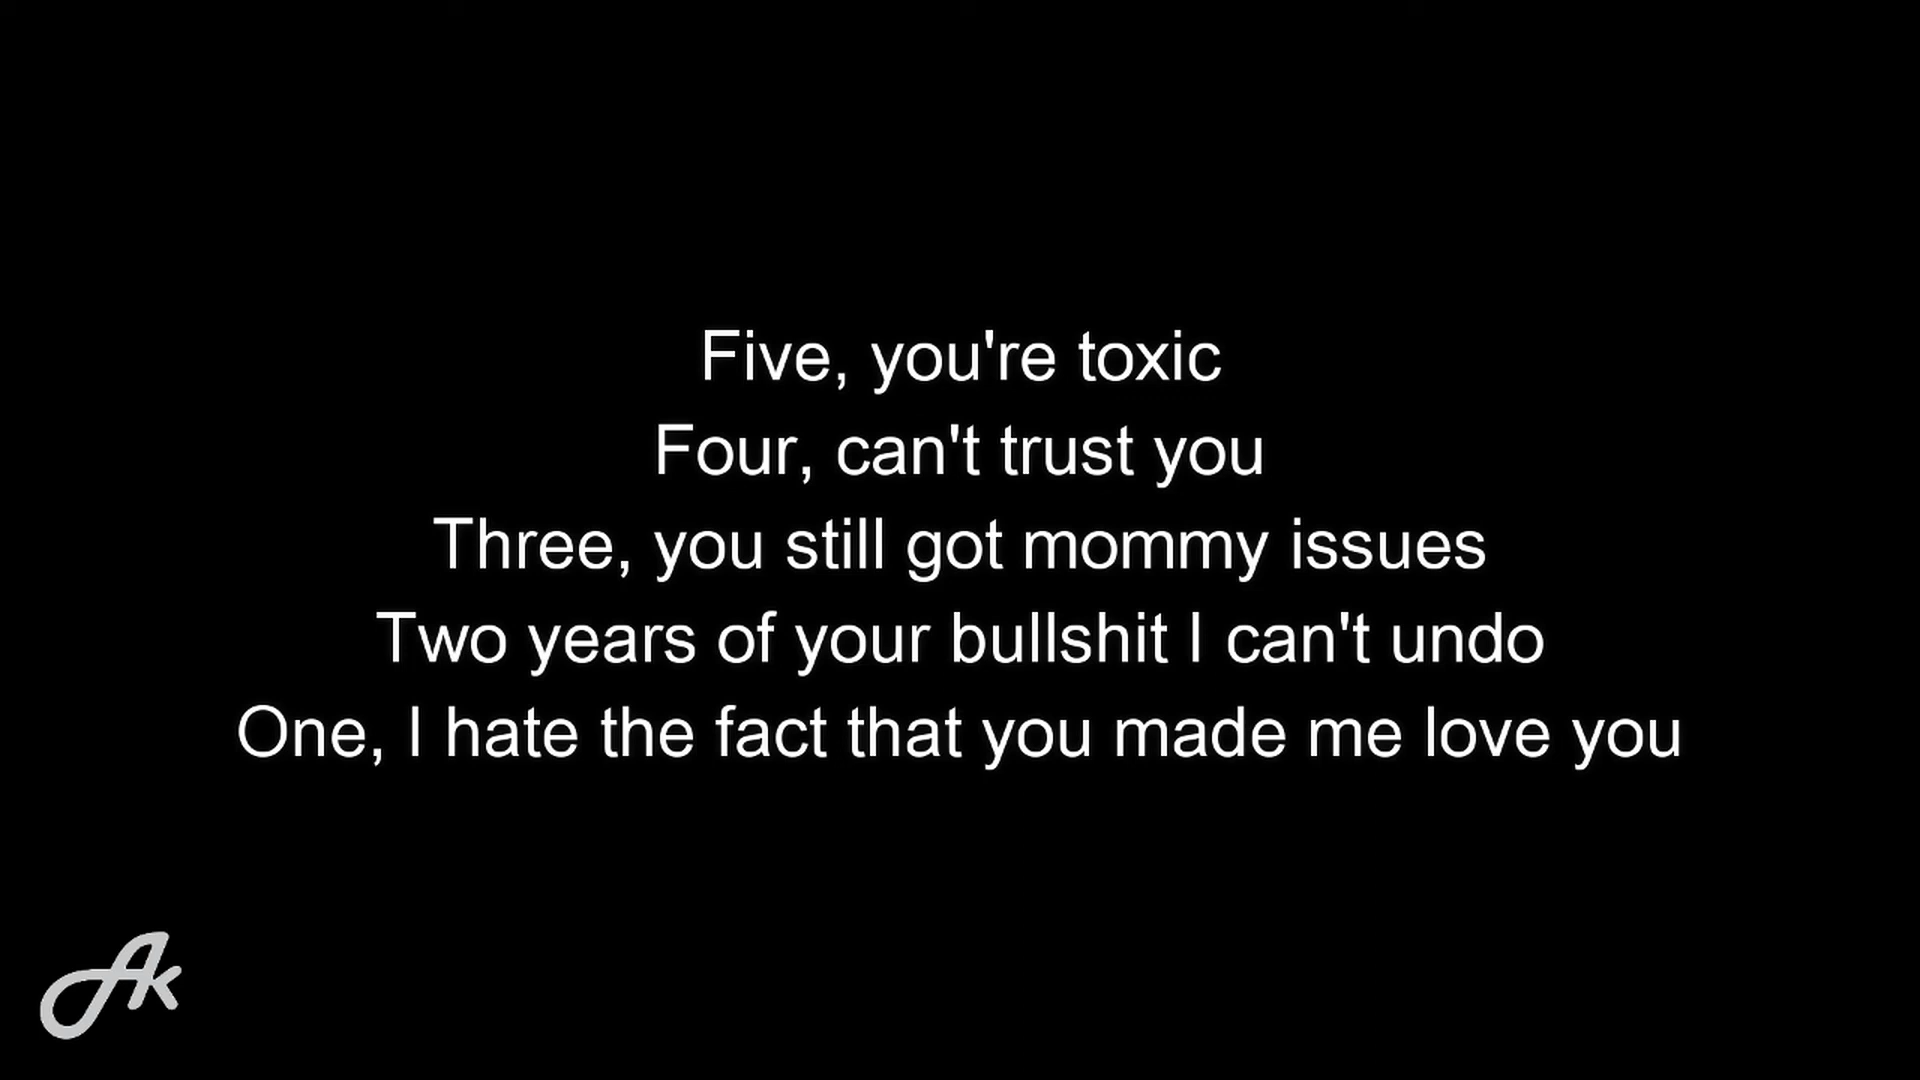 Five, you're toxic
Four, can't trust you
Three, you still got mommy issues
Two years of your bullshit I can't undo
One, I hate the fact that you made me love you
Ak